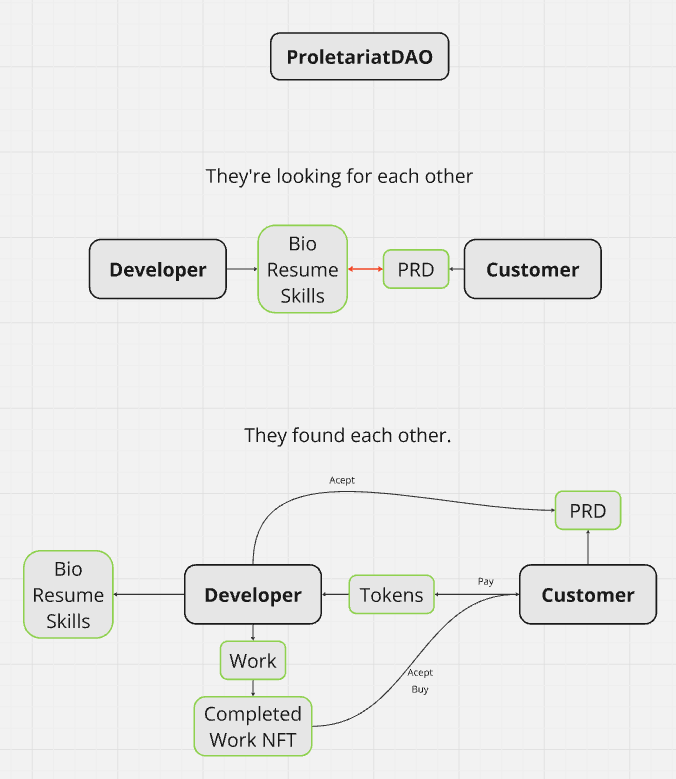 ProletariatDAO
They're looking for each other
Developer
Bio
Resume
Skills
PRD
Customer
They found each other.
Acept
PRD
Bio
Resume
Skills
Developer
Tokens
Pay
Customer
Work
Acept
Buy
Completed
Work NFT